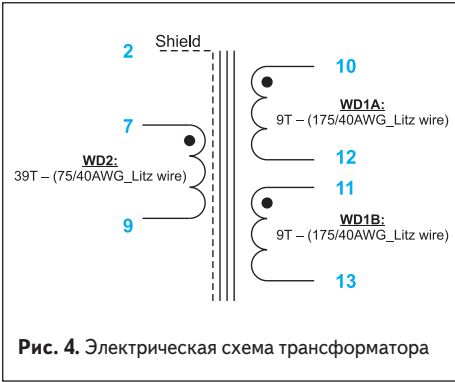 2
Shield
7
WD2:
39T – (75/40AWG_Litz wire)
9
10
WD1A:
9T – (175/40AWG_Litz wire)
12
11
WD1B:
9T – (175/40AWG_Litz wire)
13
Рис. 4. Электрическая схема трансформатора